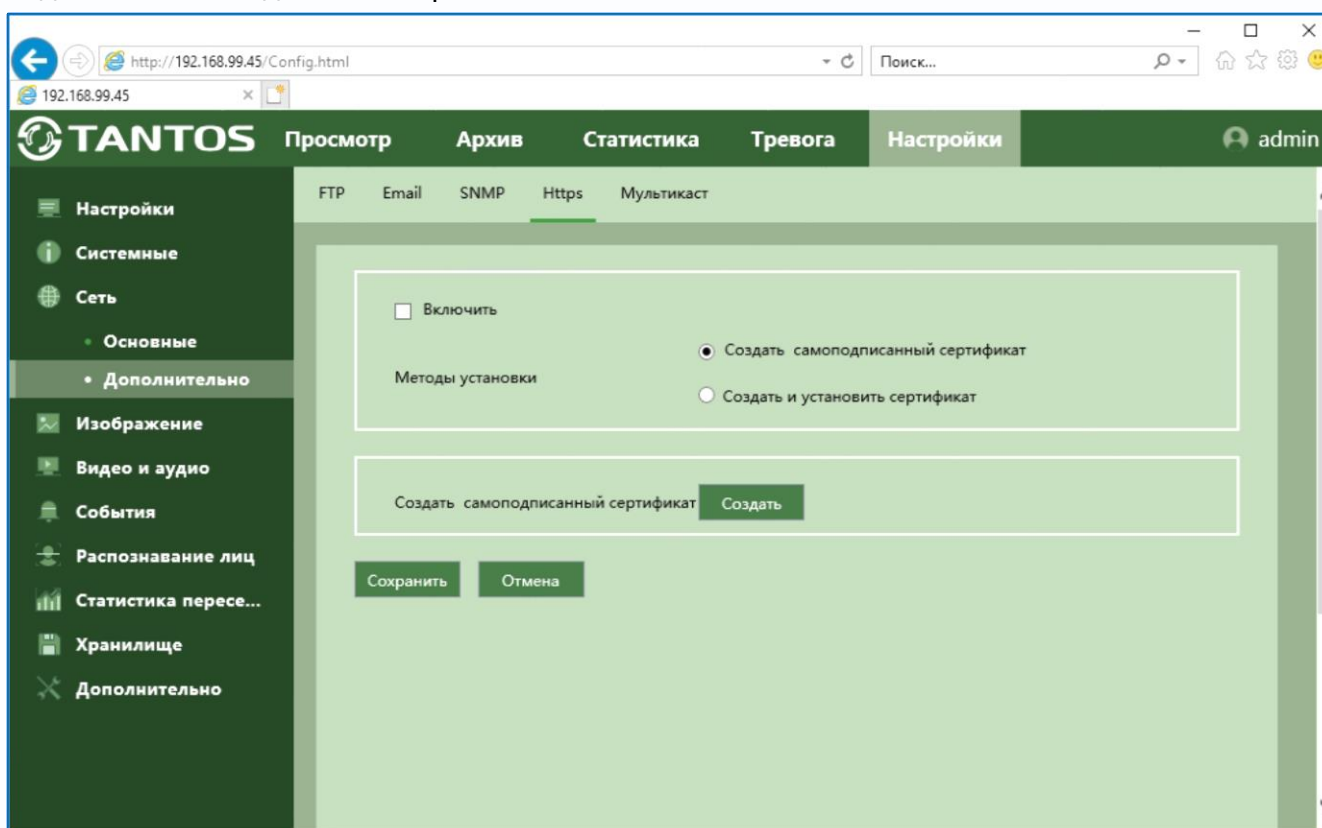 http://192.168.99.45/Config.html
Поиск...
192.168.99.45
TANTOS
Просмотр Архив Статистика Тревога Настройки admin
FTP Email SNMP Https Мультикаст
Настройки
Системные
Сеть
Основные
Дополнительно
Изображение
Видео и аудио
События
Распознавание лиц
Статистика пересе...
Хранилище
Дополнительно
Включить
Методы установки
Создать самоподписанный сертификат
Создать и установить сертификат
Создать самоподписанный сертификат Создать
Сохранить Отмена